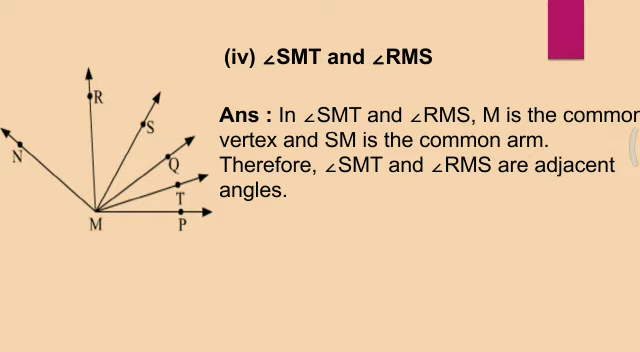 (iv) ∠SMT and ∠RMS
R
S
N
Q
T
M
P
Ans : In ∠SMT and ∠RMS, M is the common
vertex and SM is the common arm.
Therefore, ∠SMT and ∠RMS are adjacent
angles.